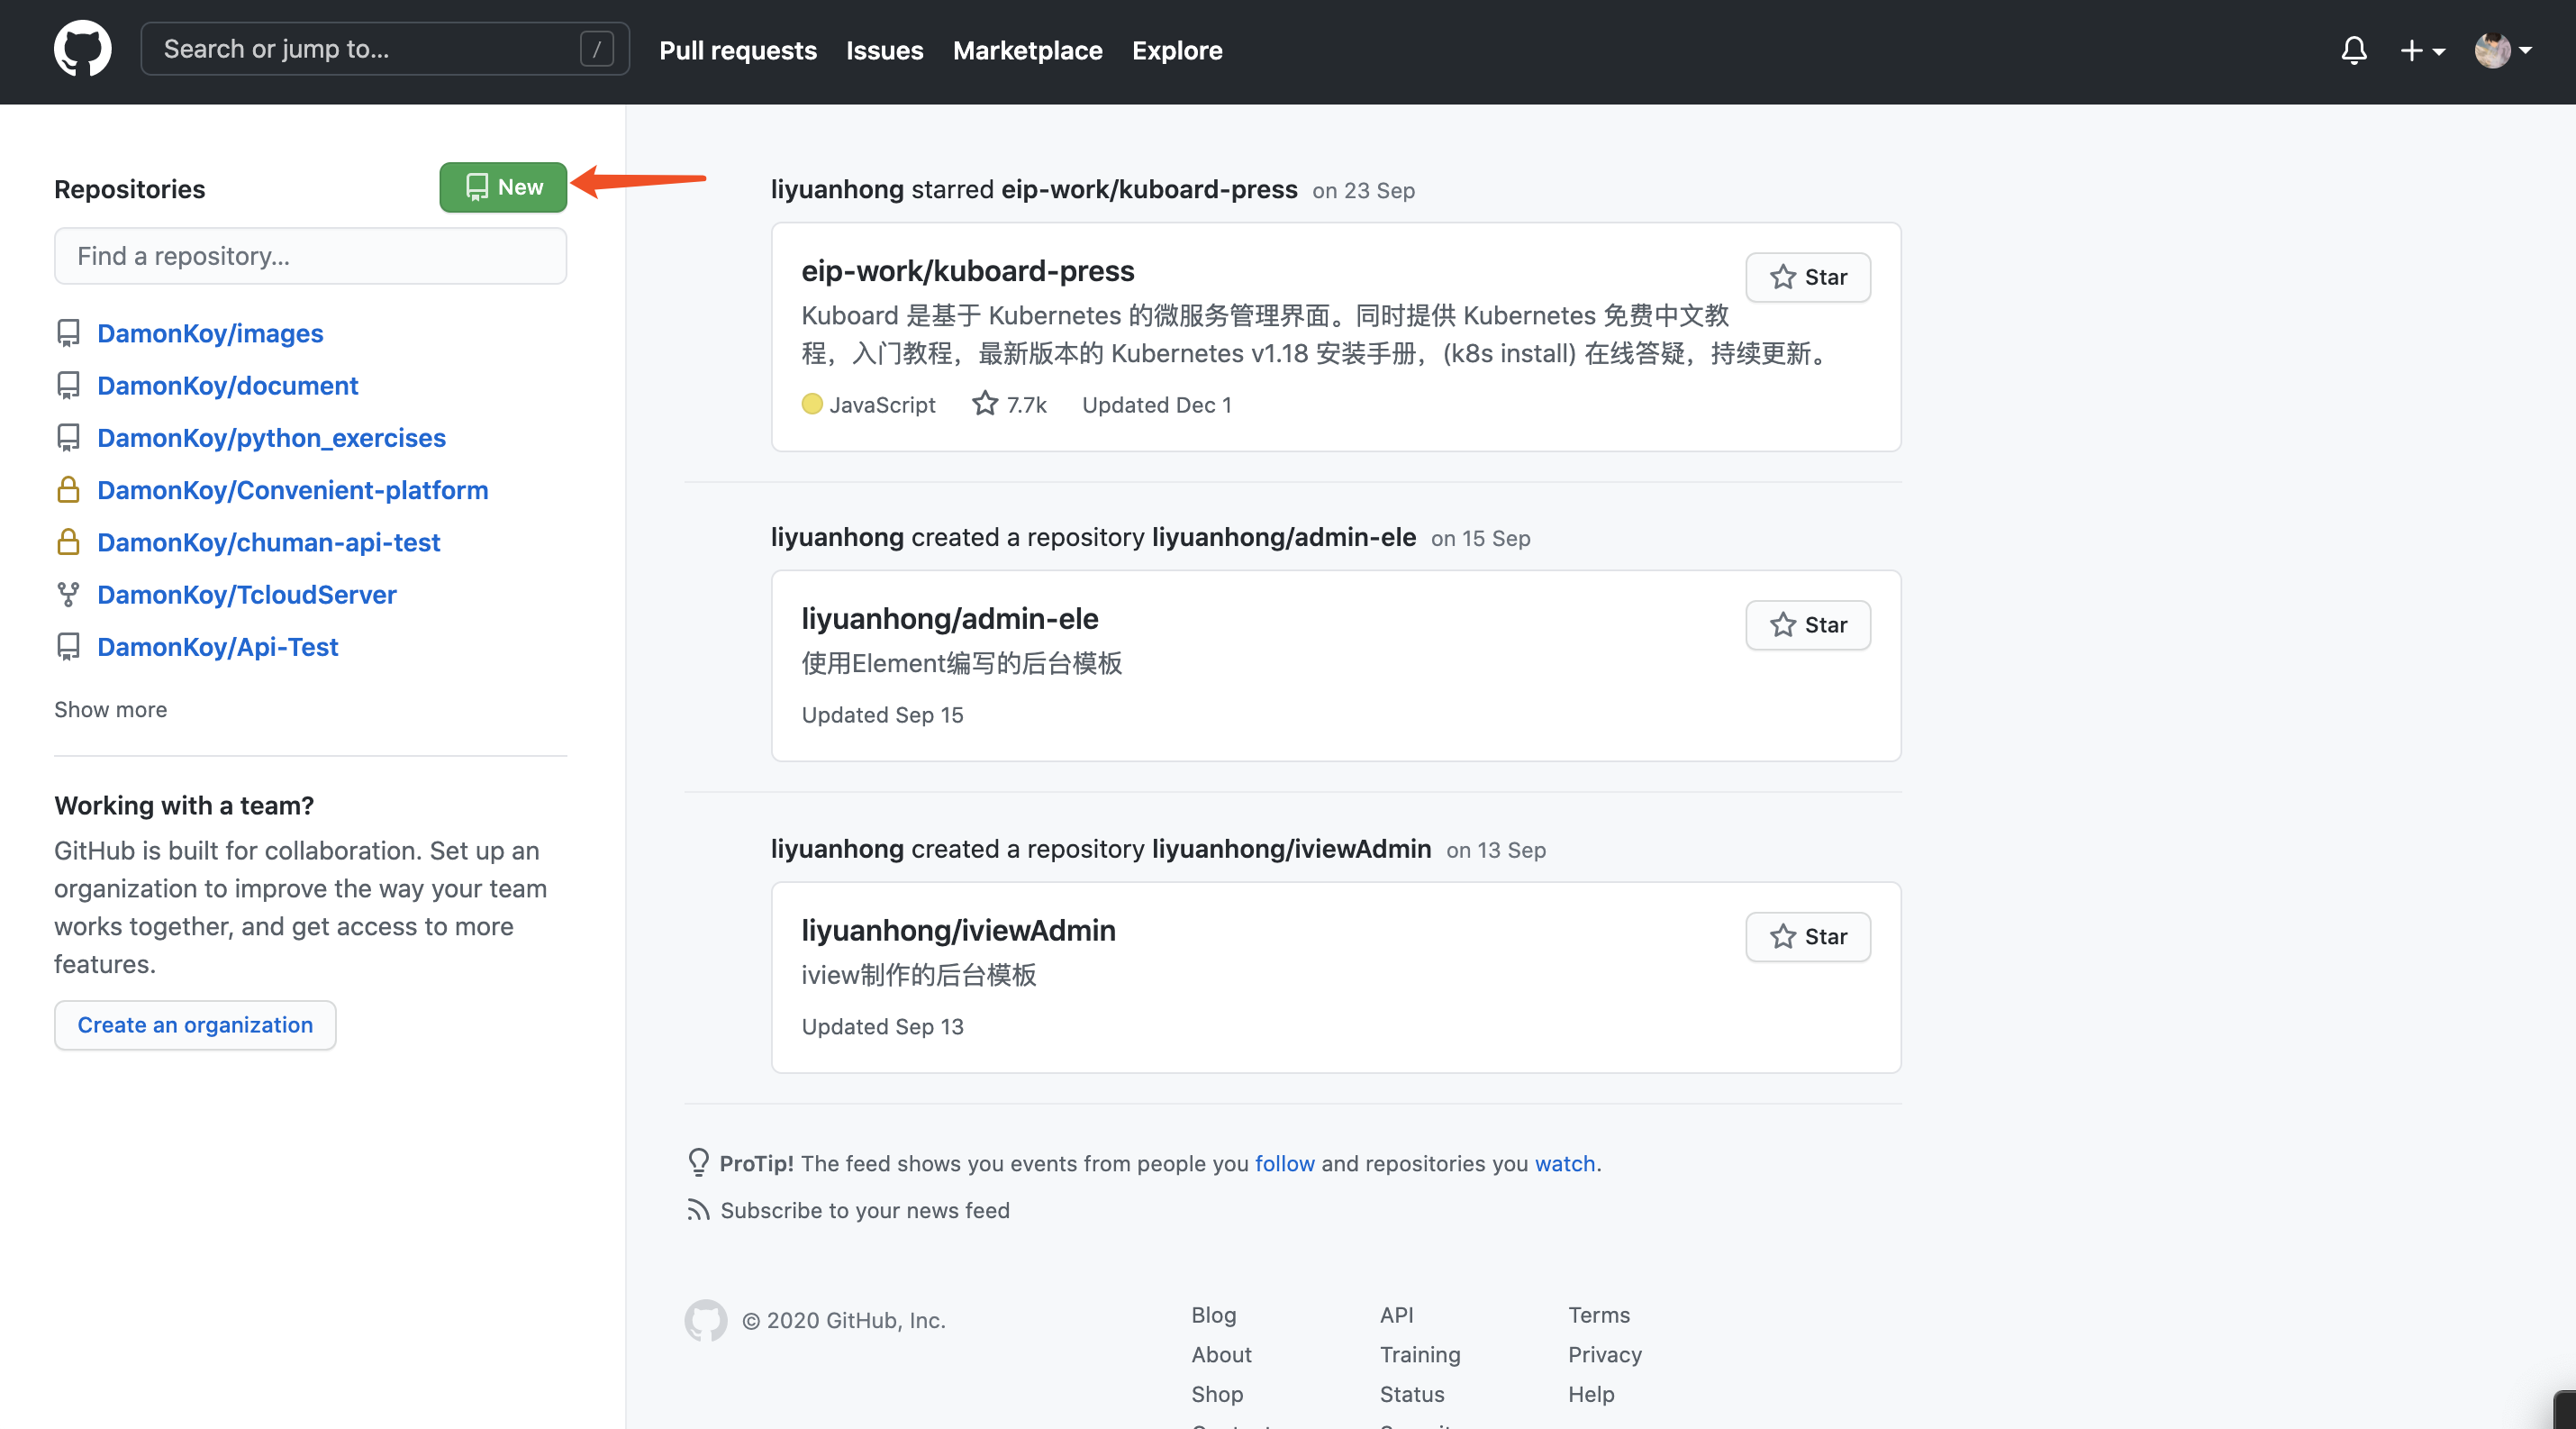 Search or jump to...
/
Pull requests
Issues
Marketplace
Explore
Repositories
New
Find a repository...
DamonKoy/images
DamonKoy/document
DamonKoy/python_exercises
DamonKoy/Convenient-platform
DamonKoy/chuman-api-test
DamonKoy/TcloudServer
DamonKoy/Api-Test
Show more
Working with a team?
GitHub is built for collaboration. Set up an
organization to improve the way your team
works together, and get access to more
features.
Create an organization
liyuanhong starred eip-work/kuboard-press on 23 Sep
eip-work/kuboard-press
Star
Kuboard 是基于 Kubernetes 的微服务管理界面。同时提供 Kubernetes 免费中文教
程，入门教程，最新版本的 Kubernetes v1.18 安装手册，(k8s install) 在线答疑，持续更新。
JavaScript 7.7k Updated Dec 1
liyuanhong created a repository liyuanhong/admin-ele on 15 Sep
liyuanhong/admin-ele
Star
使用Element编写的后台模板
Updated Sep 15
liyuanhong created a repository liyuanhong/iviewAdmin on 13 Sep
liyuanhong/iviewAdmin
Star
iview制作的后台模板
Updated Sep 13
ProTip! The feed shows you events from people you follow and repositories you watch.
Subscribe to your news feed
© 2020 GitHub, Inc.
Blog
About
Shop
API
Training
Status
Terms
Privacy
Help